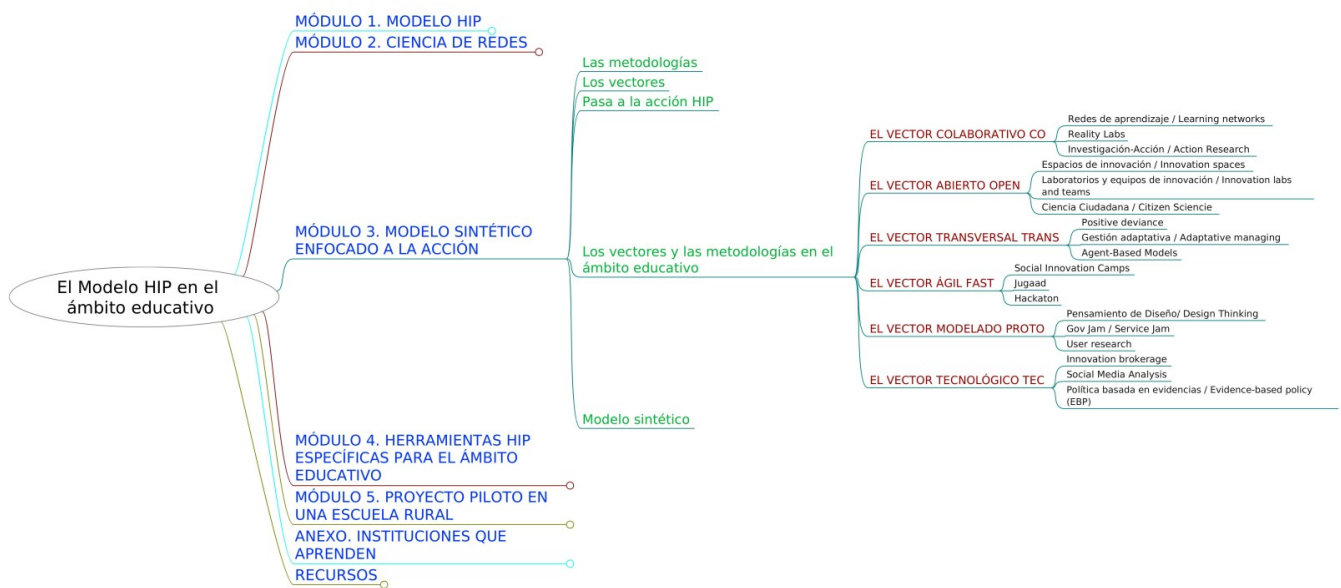 El Modelo HIP en el
ámbito educativo
MÓDULO 1. MODELO HIP
MÓDULO 2. CIENCIA DE REDES
MÓDULO 3. MODELO SINTÉTICO
ENFOCADO A LA ACCIÓN
Las metodologías
Los vectores
Pasa a la acción HIP
Los vectores y las metodologías en el
ámbito educativo
EL VECTOR COLABORATIVO CO
Redes de aprendizaje / Learning networks
Reality Labs
Investigación-Acción / Action Research
EL VECTOR ABIERTO OPEN
Espacios de innovación / Innovation spaces
Laboratorios y equipos de innovación / Innovation labs
and teams
Ciencia Ciudadana / Citizen Sciencie
EL VECTOR TRANSVERSAL TRANS
Positive deviance
Gestión adaptativa / Adaptative managing
Agent-Based Models
EL VECTOR ÁGIL FAST
Social Innovation Camps
Jugaad
Hackaton
EL VECTOR MODELADO PROTO
Pensamiento de Diseño/ Design Thinking
Gov Jam / Service Jam
User research
EL VECTOR TECNOLÓGICO TEC
Innovation brokerage
Social Media Analysis
Política basada en evidencias / Evidence-based policy
(EBP)
Modelo sintético
MÓDULO 4. HERRAMIENTAS HIP
ESPECÍFICAS PARA EL ÁMBITO
EDUCATIVO
MÓDULO 5. PROYECTO PILOTO EN
UNA ESCUELA RURAL
ANEXO. INSTITUCIONES QUE
APRENDEN
RECURSOS